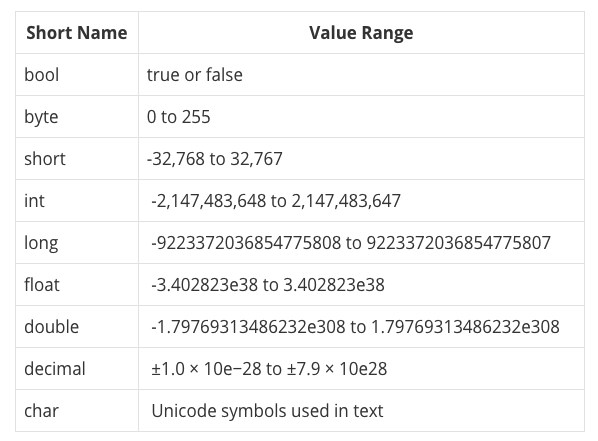 Short Name Value Range
bool true or false
byte 0 to 255
short -32,768 to 32,767
int -2,147,483,648 to 2,147,483,647
long -9223372036854775808 to 9223372036854775807
float -3.402823e38 to 3.402823e38
double -1.79769313486232e308 to 1.79769313486232e308
decimal ±1.0 × 10e−28 to ±7.9 × 10e28
char Unicode symbols used in text